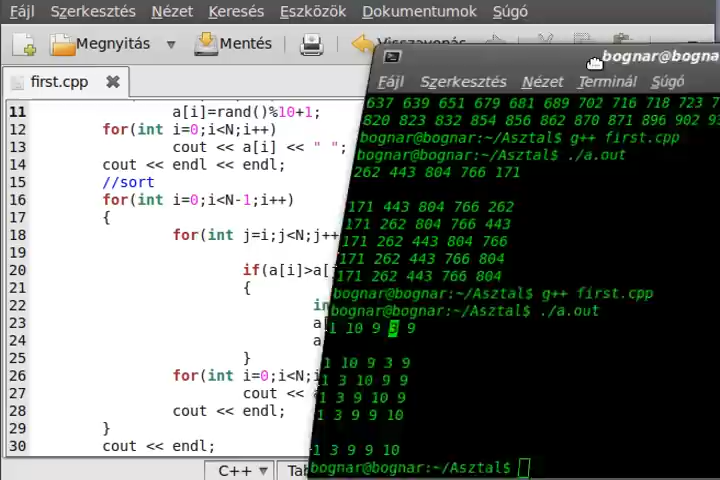 Fájl Szerkesztés Nézet Keresés Eszközök Dokumentumok Súgó
Megnyitás Mentés Visszavonás
first.cpp
11 a[i]=rand()%10+1;
12 for(int i=0;i<N;i++)
13 cout << a[i] << " ";
14 cout << endl << endl;
15 //sort
16 for(int i=0;i<N-1;i++)
17 {
18 for(int j=i;j<N;j++
19
20 if(a[i]>a[j
21 {
22 in
23 a
24 a
25 }
26 for(int i=0;i<N;i
27 cout <<
28 cout << endl;
29 }
30 cout << endl;
C++ Tab
bognar@bogna
Fájl Szerkesztés Nézet Terminál Súgó
637 639 651 679 681 689 702 716 718 723 7
820 823 832 854 856 862 870 871 896 902 93
bognar@bognar:~/Asztal$ g++ first.cpp
bognar@bognar:~/Asztal$ ./a.out
262 443 804 766 171
171 443 804 766 262
171 262 804 766 443
171 262 443 804 766
171 262 443 766 804
171 262 443 766 804
bognar@bognar:~/Asztal$ g++ first.cpp
bognar@bognar:~/Asztal$ ./a.out
1 10 9 3 9
1 10 9 3 9
1 3 10 9 9
1 3 9 10 9
1 3 9 9 10
1 3 9 9 10
bognar@bognar:~/Asztal$